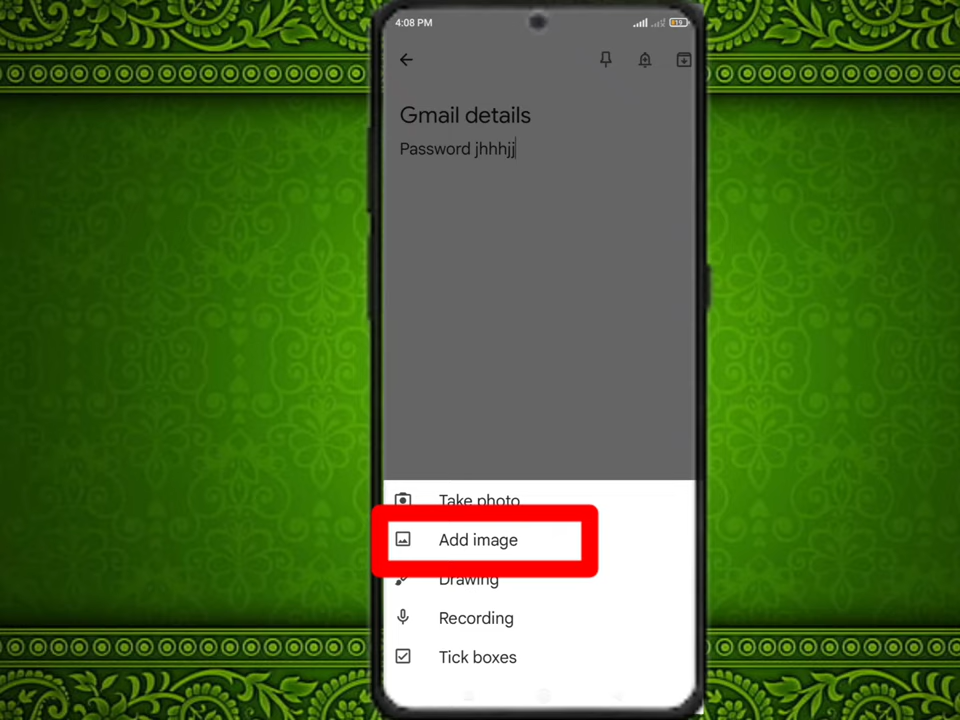 4:08 PM
Gmail details
Password jhhhjj
Take photo
Add image
Drawing
Recording
Tick boxes